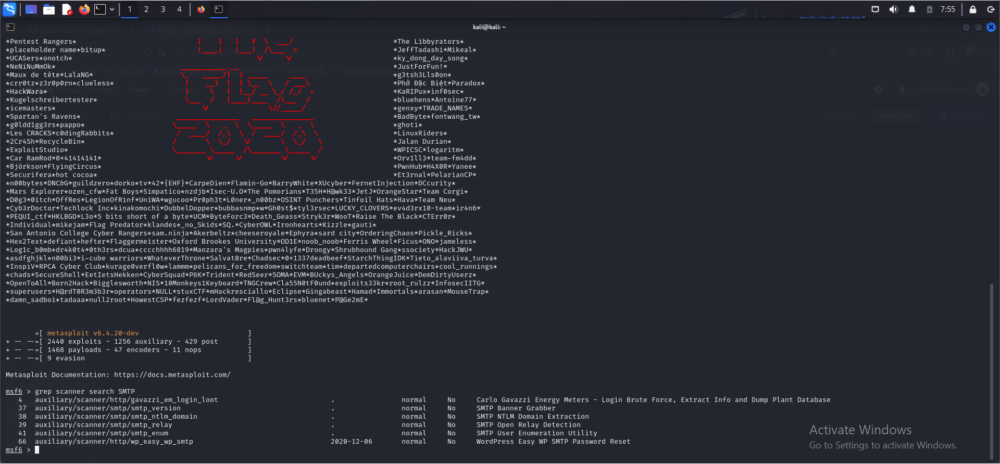 1 2 3 4 7:55
kali@kali: ~
*Pentest Rangers* *The Libbyrators*
*placeholder name*bitup* *JeffTadashi*Mikeal*
*UCASers*onotch* *ky_dong_day_song*
*NeNiNuMmOk* *JustForFun!*
*Maux de tête*LalaNG* *g3tsh3Lls0on*
*crr0tz*z3r0p0rn*clueless* *Phở Đặc Biệt*Paradox*
*HackWara* *KaRIPux*inf0sec*
*Kugelschreibertester* *bluehens*Antoine77*
*icemasters* *genxy*TRADE_NAMES*
*Spartan's Ravens* *BadByte*fontwang_tw*
*g0ldd1gg3rs*pappo* *ghoti*
*Les CRACKS*c0dingRabbits* *LinuxRiders*
*2Cr4Sh*RecycleBin* *Jalan Durian*
*ExploitStudio* *WPICSC*logaritm*
*Car RamRod*0×41414141* *Orv1ll3*team-fm4dd*
*Björkson*FlyingCircus* *PwnHub*H4X0R*Yanee*
*Securifera*hot cocoa* *Et3rnal*PelarianCP*
*n00bytes*DNC&G*guildzero*dorko*tv*42*{EHF}*CarpeDien*Flamin-Go*BarryWhite*XUcyber*FernetInjection*DCcurity*
*Mars Explorer*ozen_cfw*Fat Boys*Simpatico*nzdjb*Isec-U.O*The Pomorians*T35H*H@wk33*JetJ*OrangeStar*Team Corgi*
*D0g3*0itch*OffRes*LegionOfRinf*UniWA*wgucoo*Pr0ph3t*L0ner*_n00bz*OSINT Punchers*Tinfoil Hats*Hava*Team Neu*
*Cyb3rDoctor*Techlock Inc*kinakomochi*DubbelDopper*bubbasnmp*w*Gh0st$*tyl3rsec*LUCKY_CLOVERS*ev4d3rx10-team*ir4n6*
*PEQUI_ctf*HKLBGD*L3o*5 bits short of a byte*UCM*ByteForc3*Death_Geass*Stryk3r*WooT*Raise The Black*CTErr0r*
*Individual*mikejam*Flag Predator*klandes*_no_Skids*SQ.*CyberOWL*Ironhearts*Kizzle*gauti*
*San Antonio College Cyber Rangers*sam.ninja*Akerbeltz*cheeseroyale*Ephyra*sard city*OrderingChaos*Pickle_Ricks*
*Hex2Text*defiant*hefter*Flaggermeister*Oxford Brookes University*OD1E*noob_noob*Ferris Wheel*Ficus*ONO*jameless*
*Log1c_b0mb*dr4k0t4*0th3rs*dcua*cccchhhh6819*Manzara's Magpies*pwn4lyfe*Droogy*Shrubhound Gang*ssociety*HackJWU*
*asdfghjkl*n00bi3*i-cube warriors*WhateverThrone*Salvat0re*Chadsec*0×1337deadbeef*StarchThingIDK*Tieto_alaviiva_turva*
*InspiV*RPCA Cyber Club*kurage0verfl0w*lammm*pelicans_for_freedom*switchteam*tim*departedcomputerchairs*cool_runnings*
*chads*SecureShell*EetIetsHekken*CyberSquad*P&K*Trident*RedSeer*SOMA*EVM*BUckys_Angels*OrangeJuice*DemDirtyUserz*
*OpenToAll*Born2Hack*Bigglesworth*NIS*10Monkeys1Keyboard*TNGCrew*Cla55N0tF0und*exploits33kr*root_rulzz*InfosecIITG*
*superusers*H@rdT0R3m3b3r*operators*NULL*stuxCTF*mHackresciallo*Eclipse*Gingabeast*Hamad*Immortals*arasan*MouseTrap*
*damn_sadboi*tadaaa*null2root*HowestCSP*fezfezf*LordVader*Fl@g_Hunt3rs*bluenet*P@Ge2mE*
=[ metasploit v6.4.20-dev ]
+ -- --=[ 2440 exploits - 1256 auxiliary - 429 post ]
+ -- --=[ 1468 payloads - 47 encoders - 11 nops ]
+ -- --=[ 9 evasion ]
Metasploit Documentation: https://docs.metasploit.com/
msf6 > grep scanner search SMTP
4 auxiliary/scanner/http/gavazzi_em_login_loot . normal No Carlo Gavazzi Energy Meters - Login Brute Force, Extract Info and Dump Plant Database
37 auxiliary/scanner/smtp/smtp_version . normal No SMTP Banner Grabber
38 auxiliary/scanner/smtp/smtp_ntlm_domain . normal No SMTP NTLM Domain Extraction
39 auxiliary/scanner/smtp/smtp_relay . normal No SMTP Open Relay Detection
41 auxiliary/scanner/smtp/smtp_enum . normal No SMTP User Enumeration Utility
66 auxiliary/scanner/http/wp_easy_wp_smtp 2020-12-06 normal No WordPress Easy WP SMTP Password Reset
msf6 >
Activate Windows
Go to Settings to activate Windows.